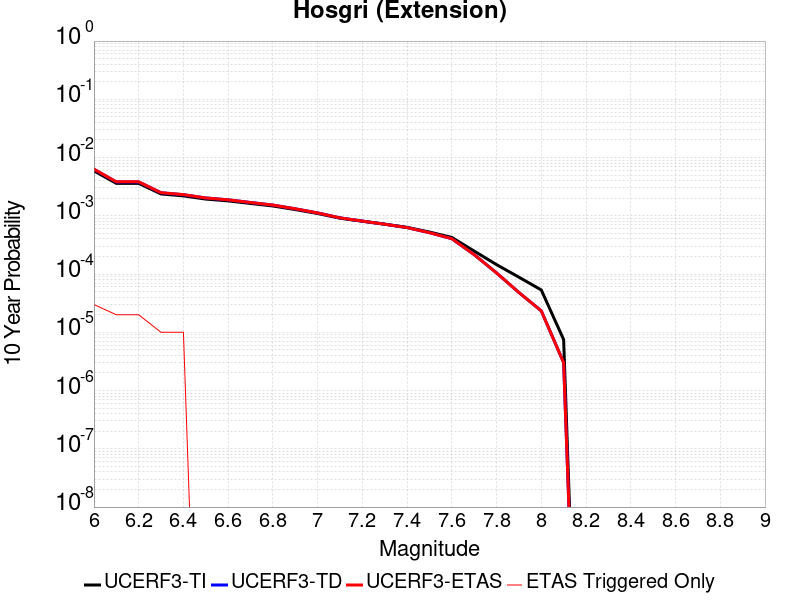 Hosgri (Extension)
10 0
10 -1
10 -2
10 -3
10 -4
10 -5
10 -6
10 -7
10 -8
10 Year Probability
6 6.2 6.4 6.6 6.8 7 7.2 7.4 7.6 7.8 8 8.2 8.4 8.6 8.8 9
Magnitude
UCERF3-TI UCERF3-TD UCERF3-ETAS ETAS Triggered Only